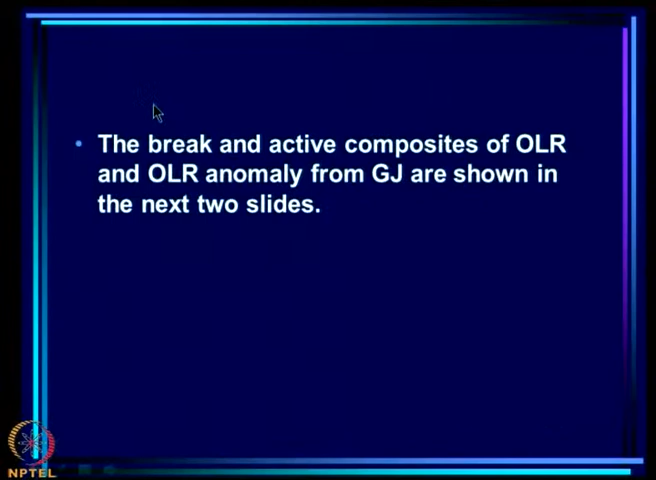 • The break and active composites of OLR
and OLR anomaly from GJ are shown in
the next two slides.
NPTEL